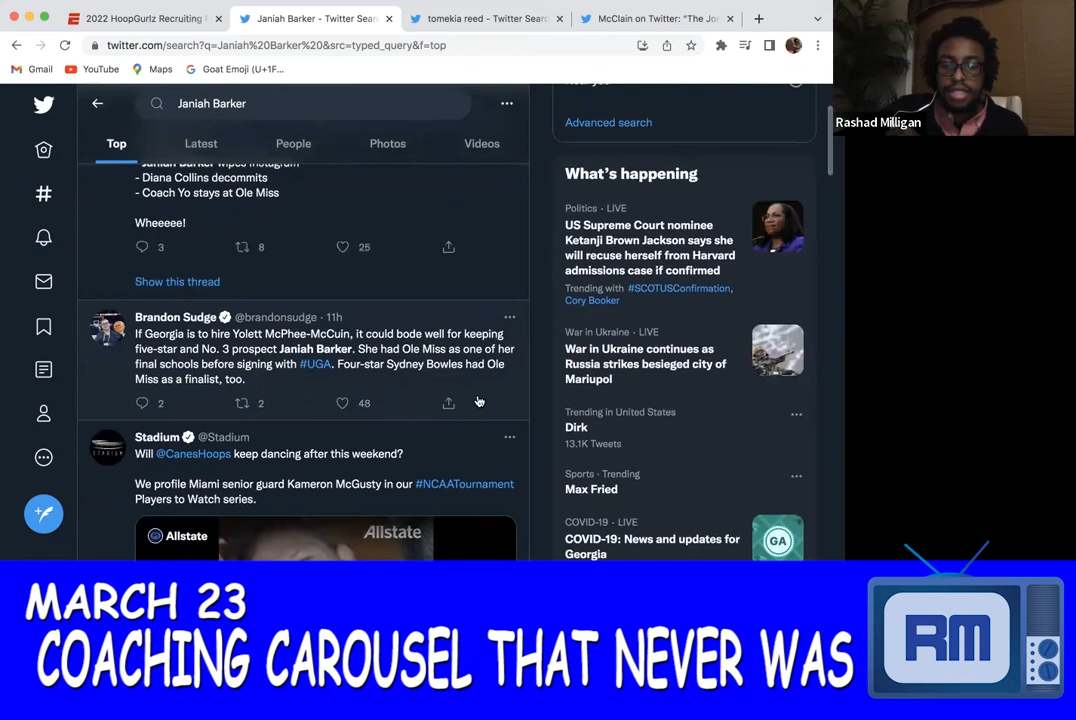 2022 HoopGurlz Recruiting
Janiah Barker - Twitter Sear
tomekia reed - Twitter Searc
McClain on Twitter: "The Joe
twitter.com/search?q=Janiah%20Barker%20&src=typed_query&f=top
Gmail
YouTube
Maps
Goat Emoji (U+1F...
Rashad Milligan
Janiah Barker
Top
Latest
People
Photos
Videos
Janiah Barker wipes Instagram
- Diana Collins decommits
- Coach Yo stays at Ole Miss
Wheeeee!
3
8
25
Show this thread
Brandon Sudge @brandonsudge · 11h
If Georgia is to hire Yolett McPhee-McCuin, it could bode well for keeping
five-star and No. 3 prospect Janiah Barker. She had Ole Miss as one of her
final schools before signing with #UGA. Four-star Sydney Bowles had Ole
Miss as a finalist, too.
2
2
48
Stadium @Stadium
Will @CanesHoops keep dancing after this weekend?
We profile Miami senior guard Kameron McGusty in our #NCAATournament
Players to Watch series.
Allstate
Allstate
Advanced search
What's happening
Politics · LIVE
US Supreme Court nominee
Ketanji Brown Jackson says she
will recuse herself from Harvard
admissions case if confirmed
Trending with #SCOTUSConfirmation,
Cory Booker
War in Ukraine · LIVE
War in Ukraine continues as
Russia strikes besieged city of
Mariupol
Trending in United States
Dirk
13.1K Tweets
Sports · Trending
Max Fried
COVID-19 · LIVE
COVID-19: News and updates for
Georgia
GA
MARCH 23
COACHING CAROUSEL THAT NEVER WAS
RM